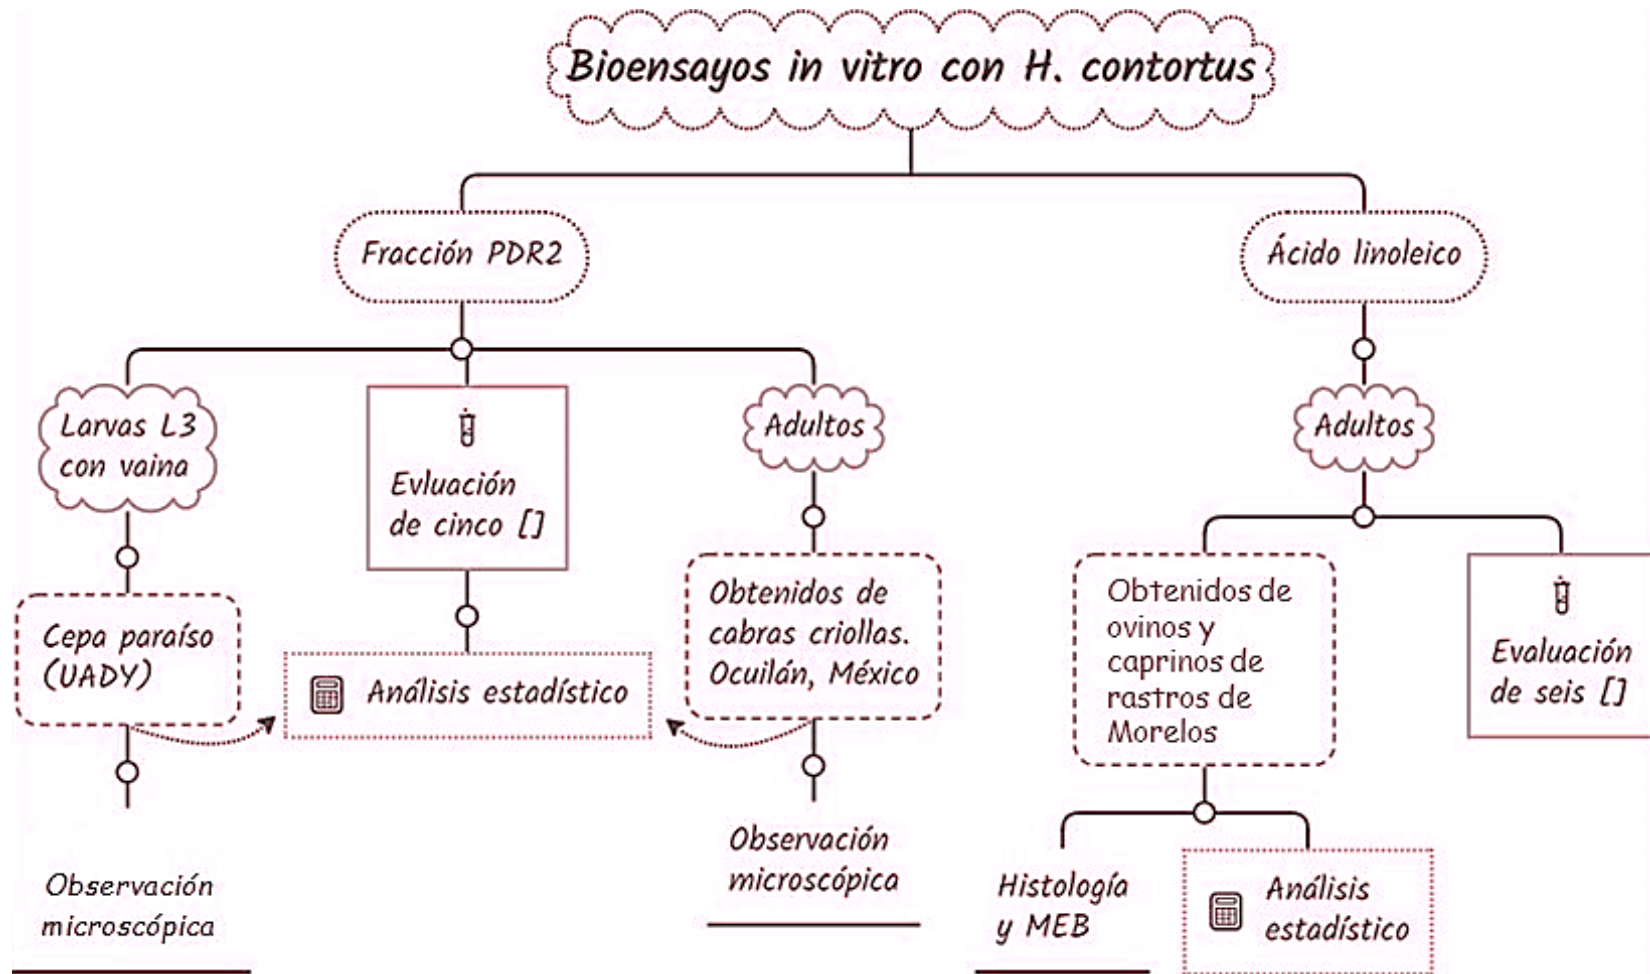 Bioensayos in vitro con H. contortus
Fracción PDR2
Ácido linoleico
Larvas L3
con vaina
Evluación
de cinco []
Adultos
Adultos
Cepa paraíso
(UADY)
Análisis estadístico
Obtenidos de
cabras criollas.
Ocuilán, México
Obtenidos de
ovinos y
caprinos de
rastros de
Morelos
Evaluación
de seis []
Observación
microscópica
Observación
microscópica
Histología
y MEB
Análisis
estadístico